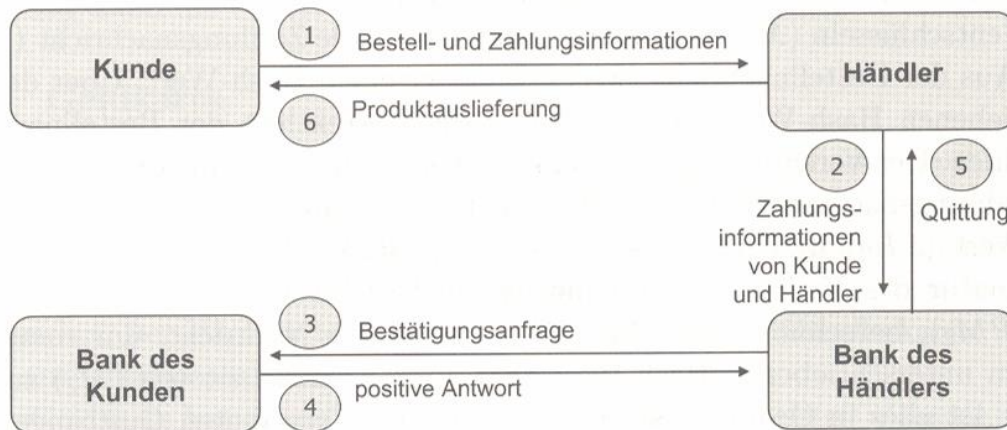 1
Bestell- und Zahlungsinformationen
Kunde
Händler
Produktauslieferung
6
2
5
Zahlungs-
informationen
von Kunde
und Händler
Quittung
3
Bestätigungsanfrage
Bank des
Kunden
Bank des
Händlers
4
positive Antwort